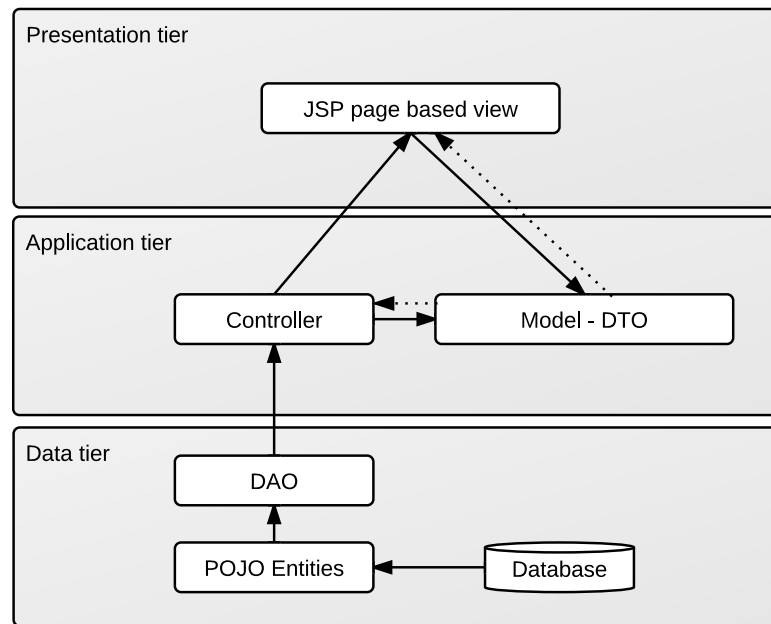 Presentation tier
JSP page based view
Application tier
Controller
Model - DTO
Data tier
DAO
POJO Entities
Database